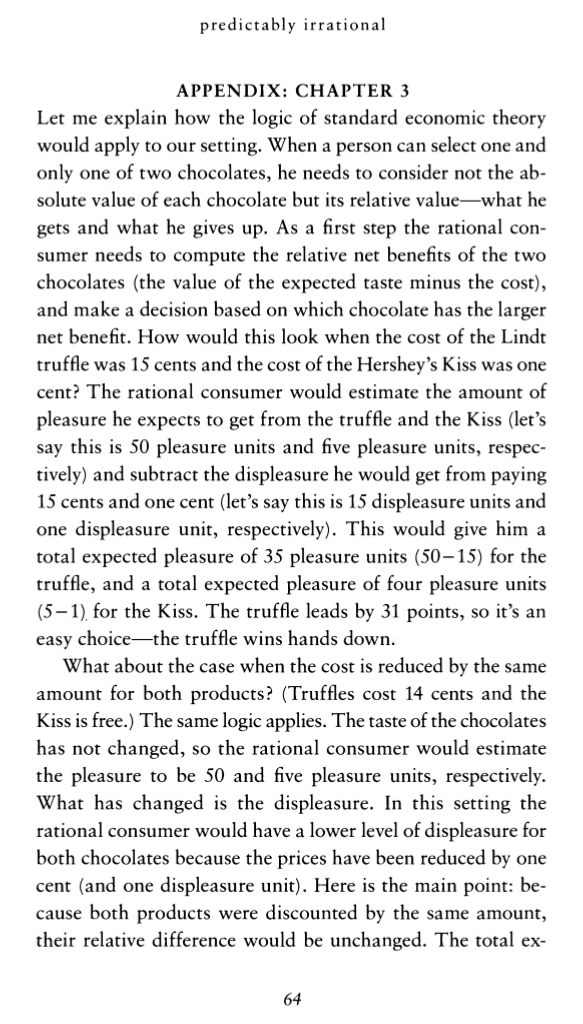 predictably irrational
APPENDIX: CHAPTER 3
Let me explain how the logic of standard economic theory
would apply to our setting. When a person can select one and
only one of two chocolates, he needs to consider not the ab-
solute value of each chocolate but its relative value—what he
gets and what he gives up. As a first step the rational con-
sumer needs to compute the relative net benefits of the two
chocolates (the value of the expected taste minus the cost),
and make a decision based on which chocolate has the larger
net benefit. How would this look when the cost of the Lindt
truffle was 15 cents and the cost of the Hershey's Kiss was one
cent? The rational consumer would estimate the amount of
pleasure he expects to get from the truffle and the Kiss (let's
say this is 50 pleasure units and five pleasure units, respec-
tively) and subtract the displeasure he would get from paying
15 cents and one cent (let's say this is 15 displeasure units and
one displeasure unit, respectively). This would give him a
total expected pleasure of 35 pleasure units (50–15) for the
truffle, and a total expected pleasure of four pleasure units
(5–1) for the Kiss. The truffle leads by 31 points, so it's an
easy choice—the truffle wins hands down.
What about the case when the cost is reduced by the same
amount for both products? (Truffles cost 14 cents and the
Kiss is free.) The same logic applies. The taste of the chocolates
has not changed, so the rational consumer would estimate
the pleasure to be 50 and five pleasure units, respectively.
What has changed is the displeasure. In this setting the
rational consumer would have a lower level of displeasure for
both chocolates because the prices have been reduced by one
cent (and one displeasure unit). Here is the main point: be-
cause both products were discounted by the same amount,
their relative difference would be unchanged. The total ex-
64